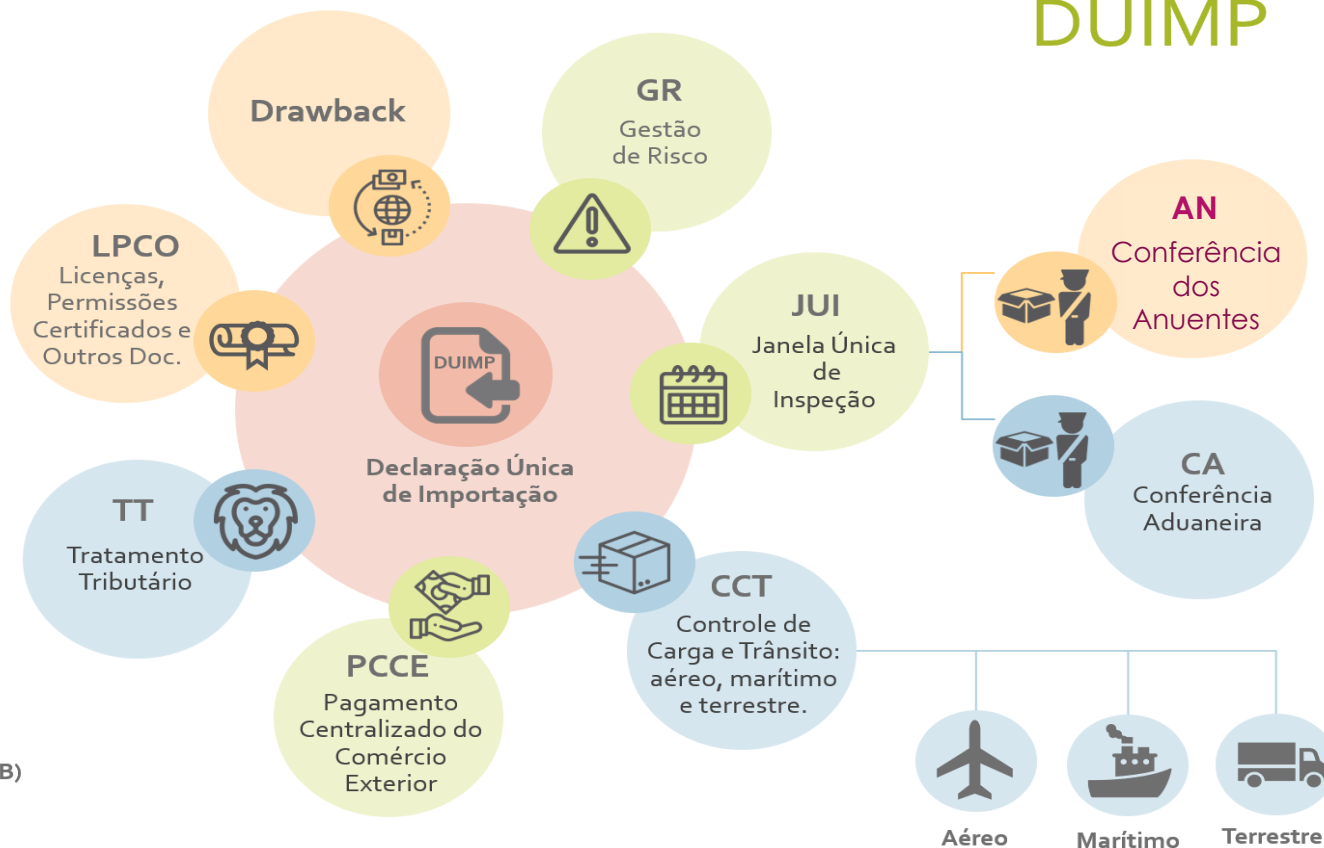 DUIMP
Drawback
GR
Gestão
de Risco
LPCO
Licenças,
Permissões
Certificados e
Outros Doc.
JUI
Janela Única
de
Inspeção
AN
Conferência
dos
Anuentes
DUIMP
Declaração Única
de Importação
CA
Conferência
Aduaneira
TT
Tratamento
Tributário
CCT
Controle de
Carga e Trânsito:
aéreo, marítimo
e terrestre.
PCCE
Pagamento
Centralizado do
Comércio
Exterior
B)
Aéreo
Marítimo
Terrestre